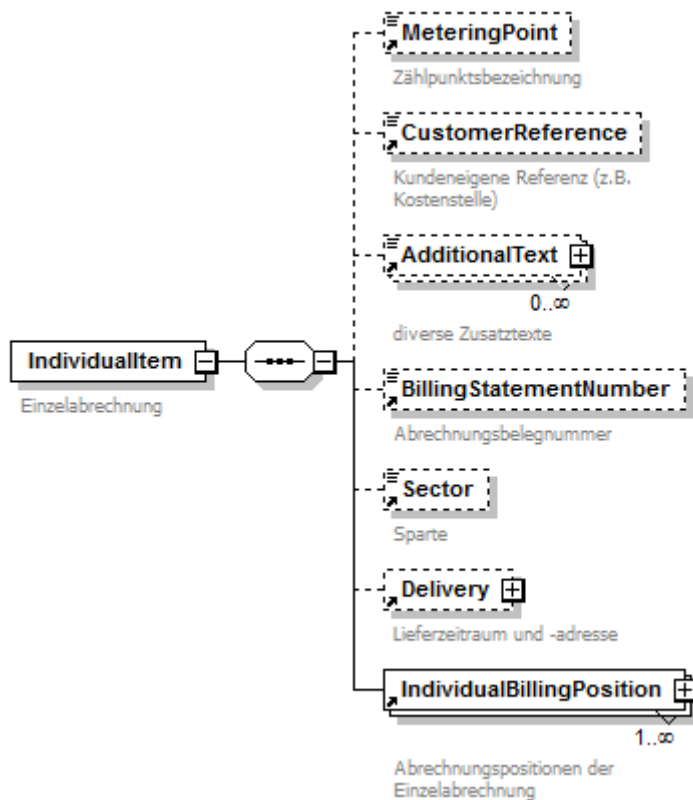 MeteringPoint
Zählpunktsbezeichnung
CustomerReference
Kundeneigene Referenz (z.B.
Kostenstelle)
AdditionalText
0..∞
diverse Zusatztexte
IndividualItem
Einzelabrechnung
BillingStatementNumber
Abrechnungsbelegnummer
Sector
Sparte
Delivery
Lieferzeitraum und -adresse
IndividualBillingPosition
1..∞
Abrechnungspositionen der
Einzelabrechnung